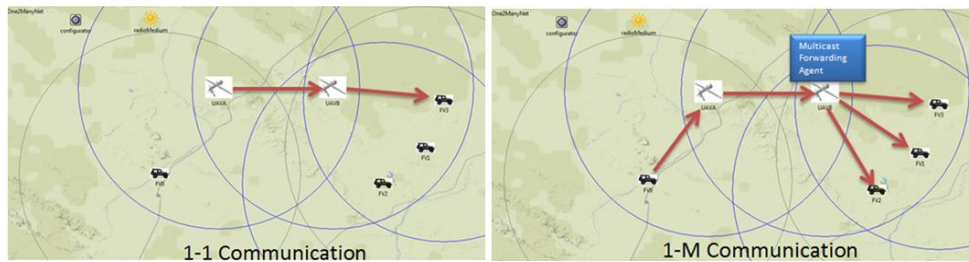 One2ManyNet
configurator
radioMedium
UAVA
UAVB
FV3
FV1
FV0
FV2
1-1 Communication
One2ManyNet
configurator
radioMedium
Multicast
Forwarding
Agent
UAVA
UAVB
FV3
FV1
FV0
FV2
1-M Communication